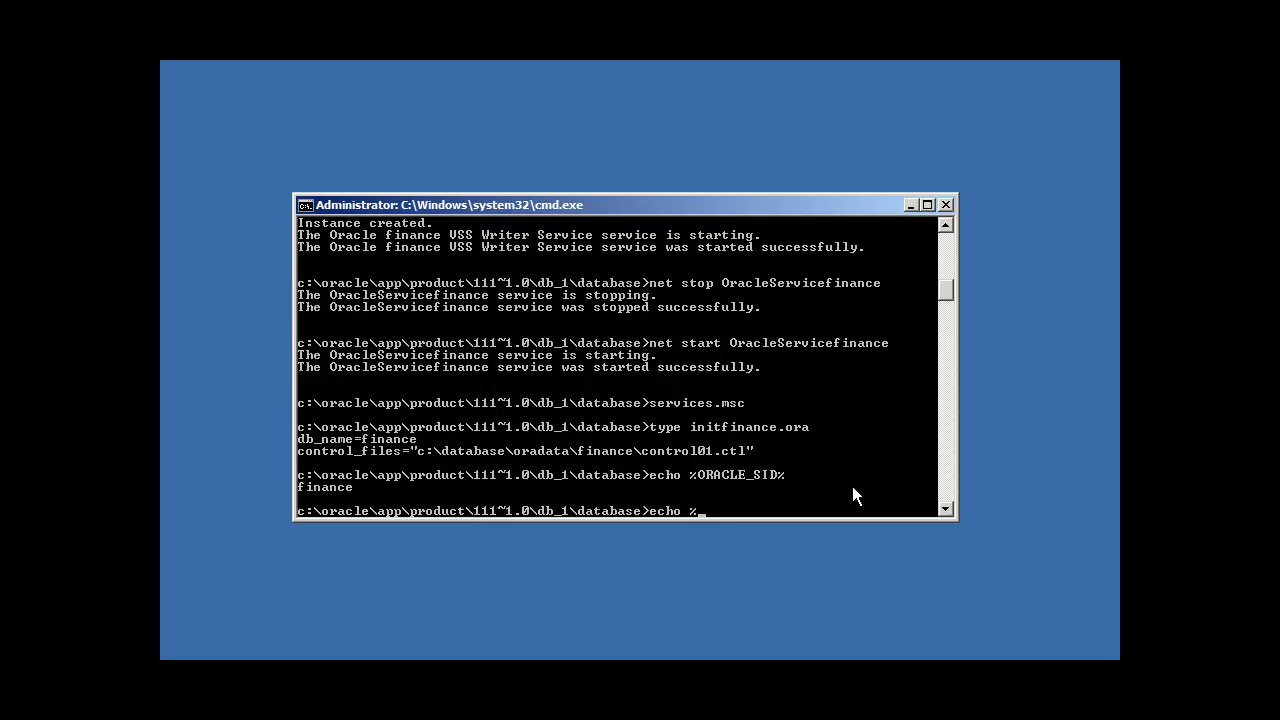 Administrator: C:\Windows\system32\cmd.exe
Instance created.
The Oracle finance VSS Writer Service service is starting.
The Oracle finance VSS Writer Service service was started successfully.
c:\oracle\app\product\111~1.0\db_1\database>net stop OracleServicefinance
The OracleServicefinance service is stopping.
The OracleServicefinance service was stopped successfully.
c:\oracle\app\product\111~1.0\db_1\database>net start OracleServicefinance
The OracleServicefinance service is starting.
The OracleServicefinance service was started successfully.
c:\oracle\app\product\111~1.0\db_1\database>services.msc
c:\oracle\app\product\111~1.0\db_1\database>type initfinance.ora
db_name=finance
control_files="c:\database\oradata\finance\control01.ctl"
c:\oracle\app\product\111~1.0\db_1\database>echo %ORACLE_SID%
finance
c:\oracle\app\product\111~1.0\db_1\database>echo %_